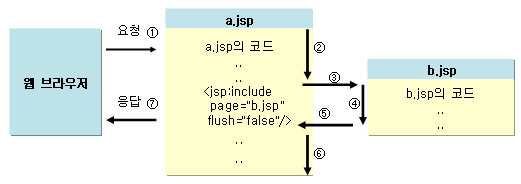 a.jsp
요청 ①
a.jsp의 코드
..
..
②
웹 브라우저
③
b.jsp
<jsp:include
page="b.jsp"
flush="false"/>
④
b.jsp의 코드
..
..
응답 ⑦
⑤
..
..
⑥